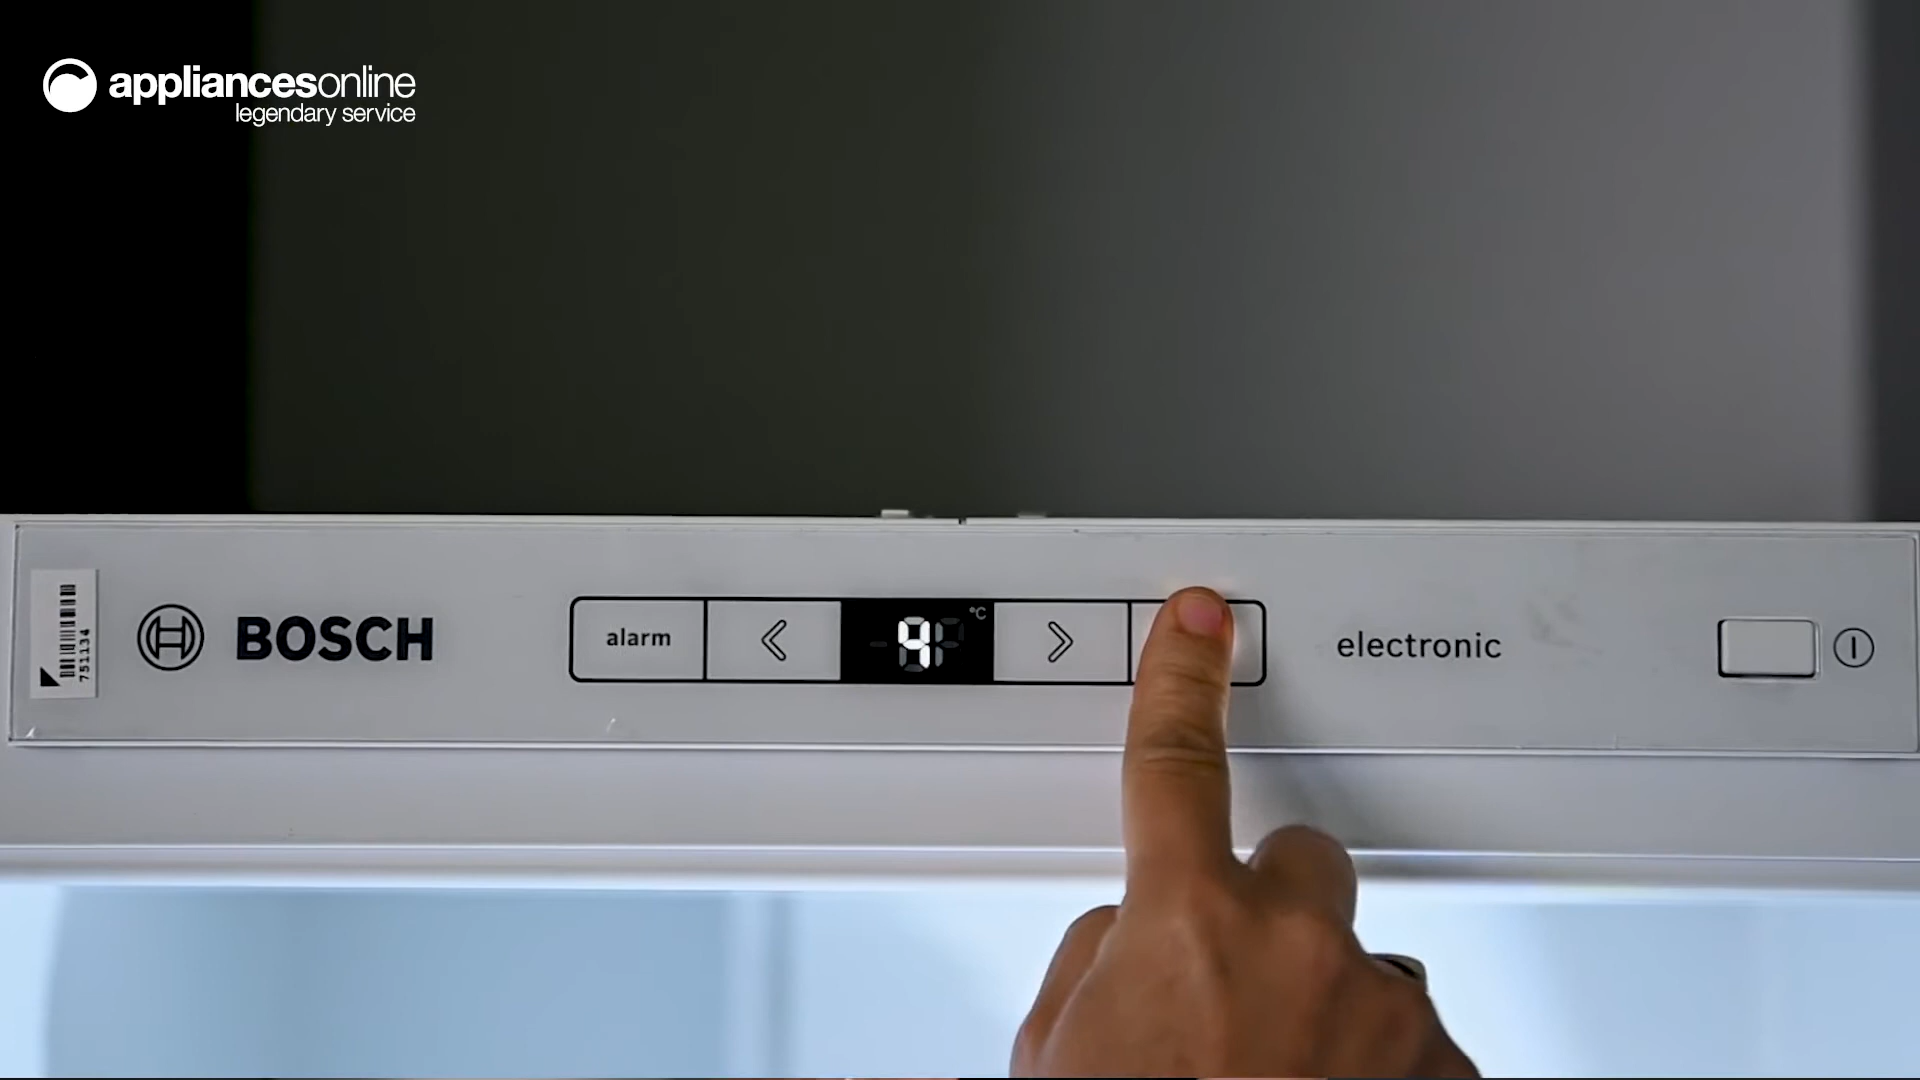 appliancesonline
legendary service
751134
BOSCH
alarm
4
°C
electronic